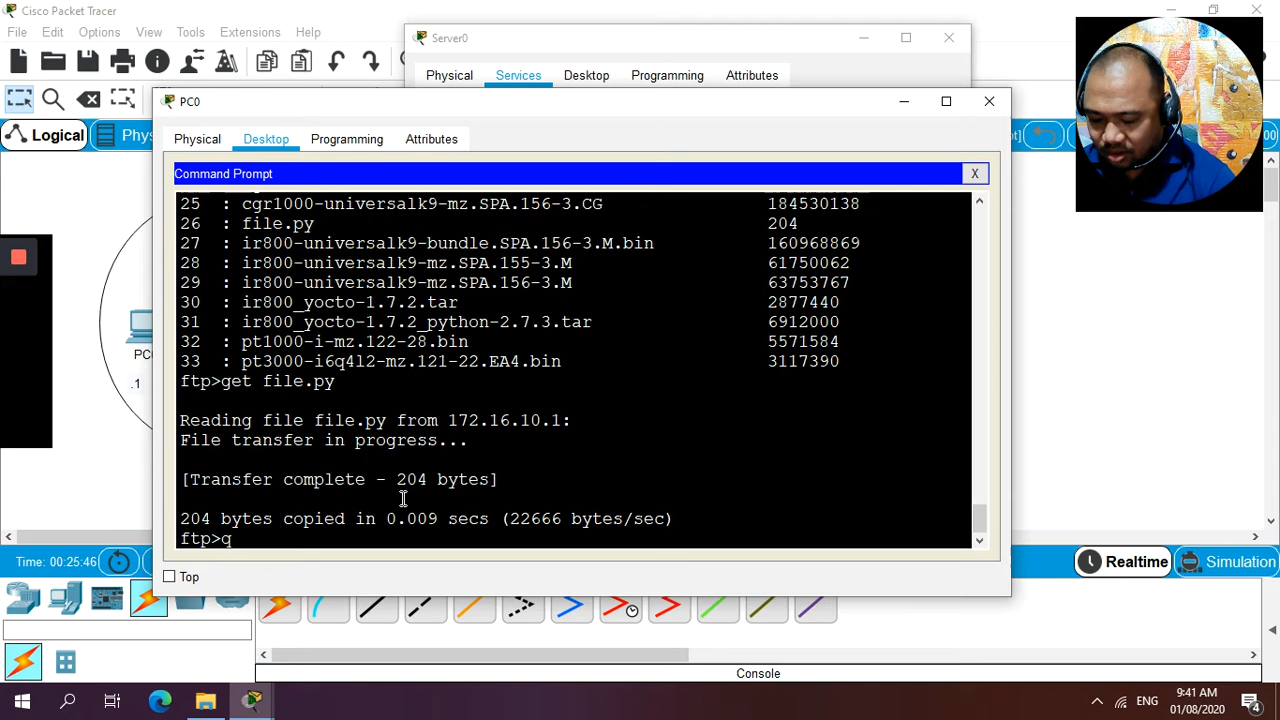 Cisco Packet Tracer
File Edit Options View Tools Extensions Help
Server0
Physical Services Desktop Programming Attributes
Logical
PC0
Physical Desktop Programming Attributes
Command Prompt
X
25 : cgr1000-universalk9-mz.SPA.156-3.CG 184530138
26 : file.py 204
27 : ir800-universalk9-bundle.SPA.156-3.M.bin 160968869
28 : ir800-universalk9-mz.SPA.155-3.M 61750062
29 : ir800-universalk9-mz.SPA.156-3.M 63753767
30 : ir800_yocto-1.7.2.tar 2877440
31 : ir800_yocto-1.7.2_python-2.7.3.tar 6912000
32 : pt1000-i-mz.122-28.bin 5571584
33 : pt3000-i6q4l2-mz.121-22.EA4.bin 3117390
ftp>get file.py
Reading file file.py from 172.16.10.1:
File transfer in progress...
[Transfer complete - 204 bytes]
204 bytes copied in 0.009 secs (22666 bytes/sec)
ftp>q
Top
.1
Time: 00:25:46
Realtime
Simulation
Console
ENG
9:41 AM
01/08/2020
4